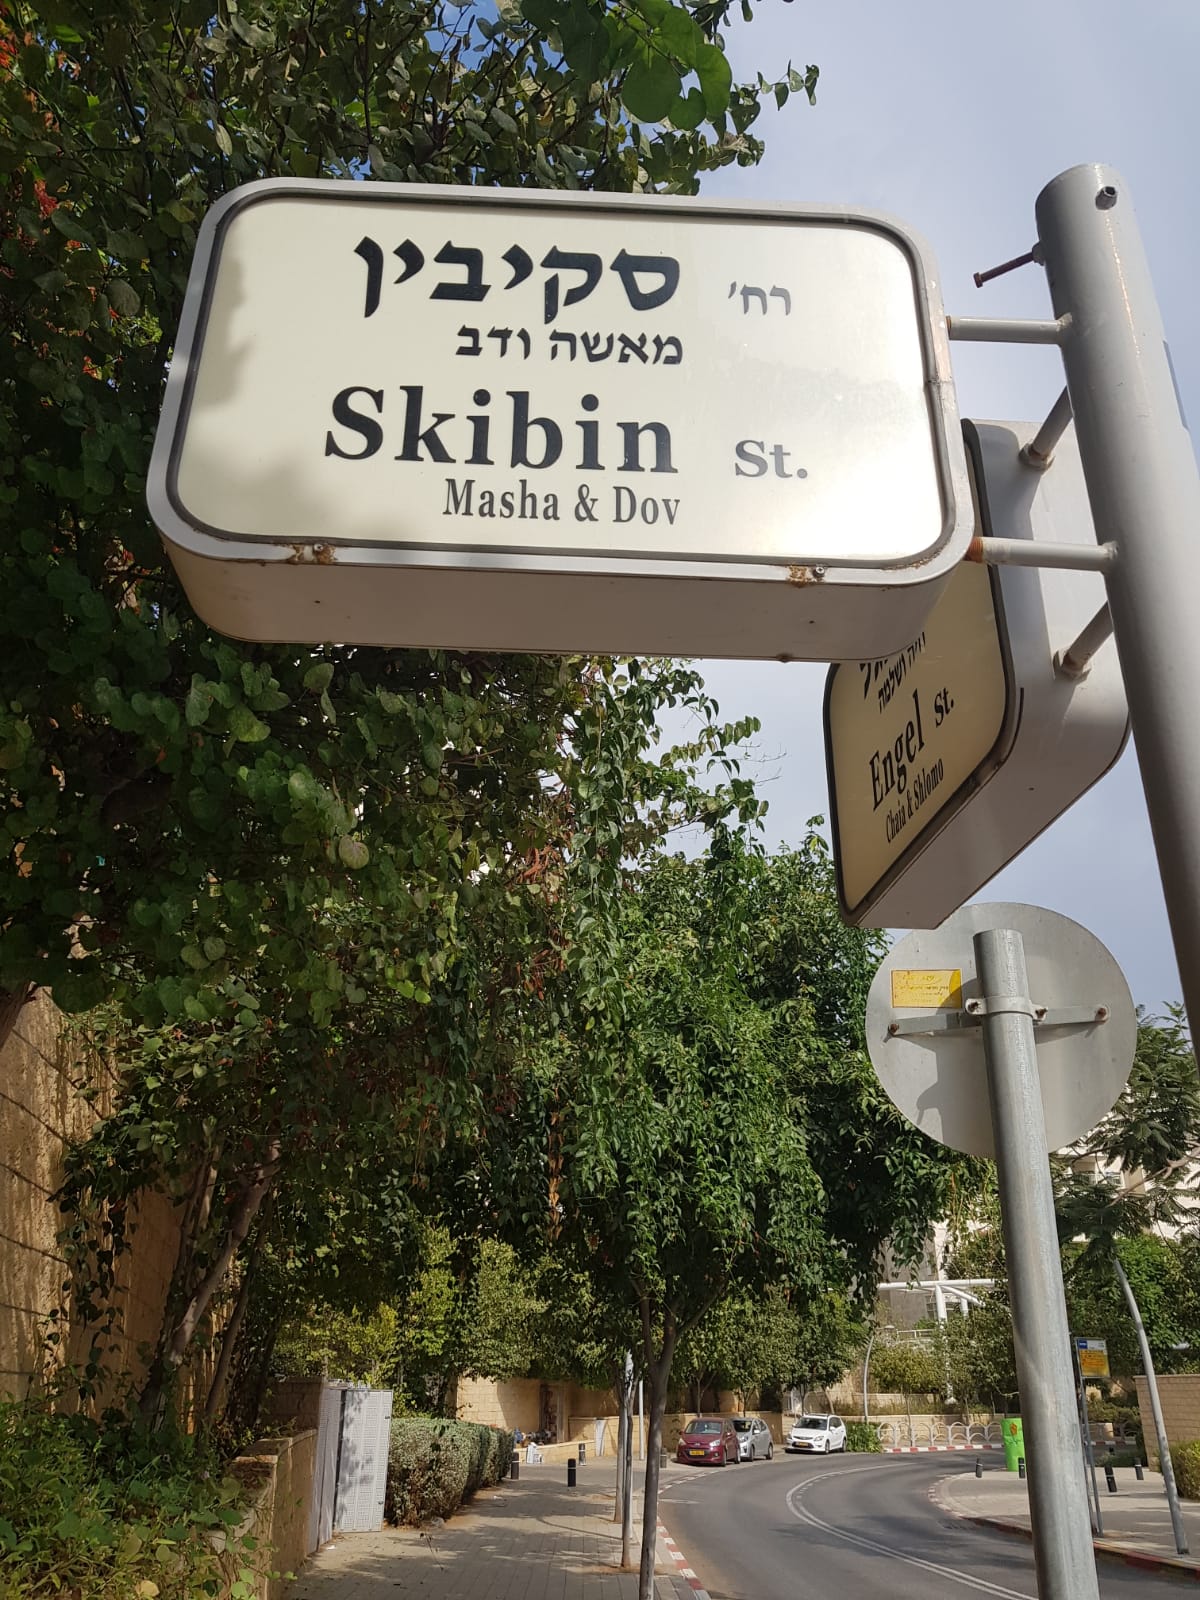 רח' סקיבין
מאשה ודב
Skibin St.
Masha & Dov
Engel St.
Chaia & Shlomo